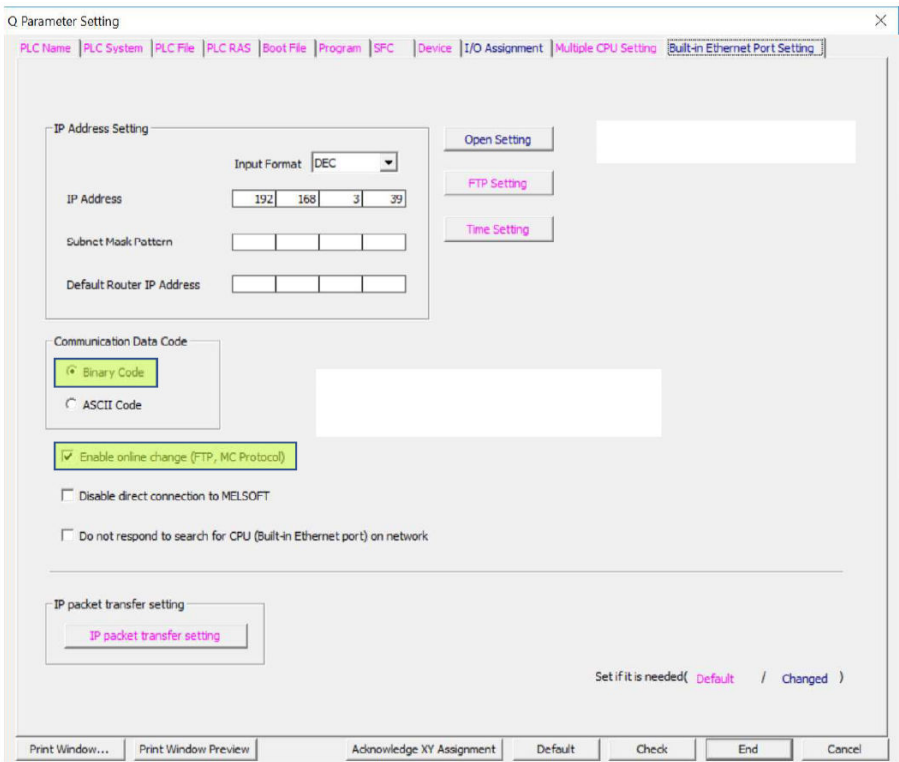 Q Parameter Setting
PLC Name PLC System PLC File PLC RAS Boot File Program SFC Device I/O Assignment Multiple CPU Setting Built-in Ethernet Port Setting
IP Address Setting
Input Format DEC
IP Address 192 168 3 39
Subnet Mask Pattern
Default Router IP Address
Open Setting
FTP Setting
Time Setting
Communication Data Code
Binary Code
ASCII Code
Enable online change (FTP, MC Protocol)
Disable direct connection to MELSOFT
Do not respond to search for CPU (Built-in Ethernet port) on network
IP packet transfer setting
IP packet transfer setting
Set if it is needed( Default / Changed )
Print Window... Print Window Preview Acknowledge XY Assignment Default Check End Cancel